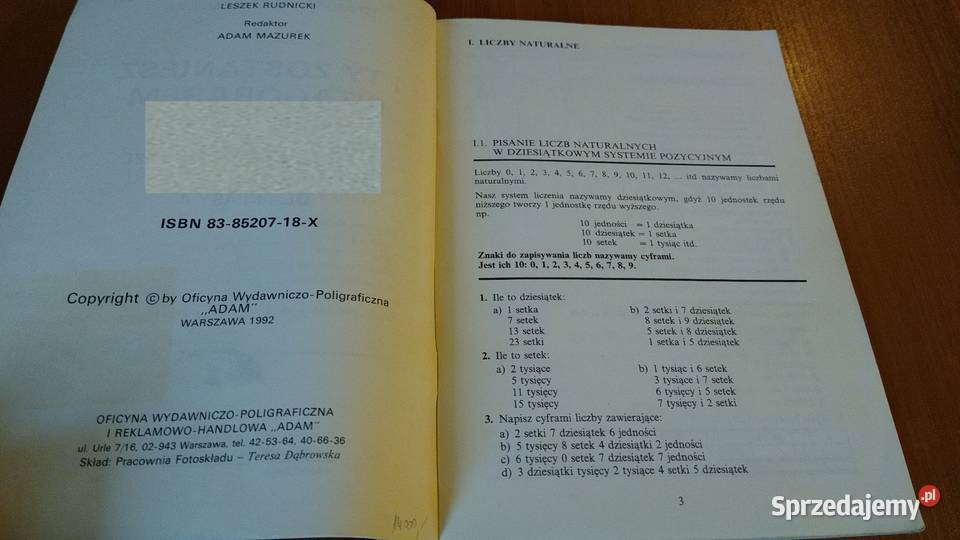 LESZEK RUDNICKI
Redaktor
ADAM MAZUREK
ISBN 83-85207-18-X
Copyright © by Oficyna Wydawniczo-Poligraficzna
„ADAM”
WARSZAWA 1992
OFICYNA WYDAWNICZO-POLIGRAFICZNA
I REKLAMOWO-HANDLOWA „ADAM”
ul. Urle 7/16, 02-943 Warszawa, tel. 42-53-64, 40-66-36
Skład: Pracownia Fotoskładu – Teresa Dąbrowska
I. LICZBY NATURALNE
1.1. PISANIE LICZB NATURALNYCH
W DZIESIĄTKOWYM SYSTEMIE POZYCYJNYM
Liczby 0, 1, 2, 3, 4, 5, 6, 7, 8, 9, 10, 11, 12, ... itd nazywamy liczbami
naturalnymi.
Nasz system liczenia nazywamy dziesiątkowym, gdyż 10 jednostek rzędu
niższego tworzy 1 jednostkę rzędu wyższego.
np.
10 jedności = 1 dziesiątka
10 dziesiątek = 1 setka
10 setek = 1 tysiąc itd.
Znaki do zapisywania liczb nazywamy cyframi.
Jest ich 10: 0, 1, 2, 3, 4, 5, 6, 7, 8, 9.
1. Ile to dziesiątek:
a) 1 setka
7 setek
13 setek
23 setki
b) 2 setki i 7 dziesiątek
8 setek i 9 dziesiątek
5 setek i 8 dziesiątek
1 setka i 5 dziesiątek
2. Ile to setek:
a) 2 tysiące
5 tysięcy
11 tysięcy
15 tysięcy
b) 1 tysiąc i 6 setek
3 tysiące i 7 setek
6 tysięcy i 5 setek
7 tysięcy i 2 setki
3. Napisz cyframi liczby zawierające:
a) 2 setki 7 dziesiątek 6 jedności
b) 5 tysięcy 8 setek 4 dziesiątki 2 jedności
c) 6 tysięcy 0 setek 7 dziesiątek 7 jedności
d) 3 dziesiątki tysięcy 2 tysiące 4 setki 5 dziesiątek
3
Sprzedajemy.pl